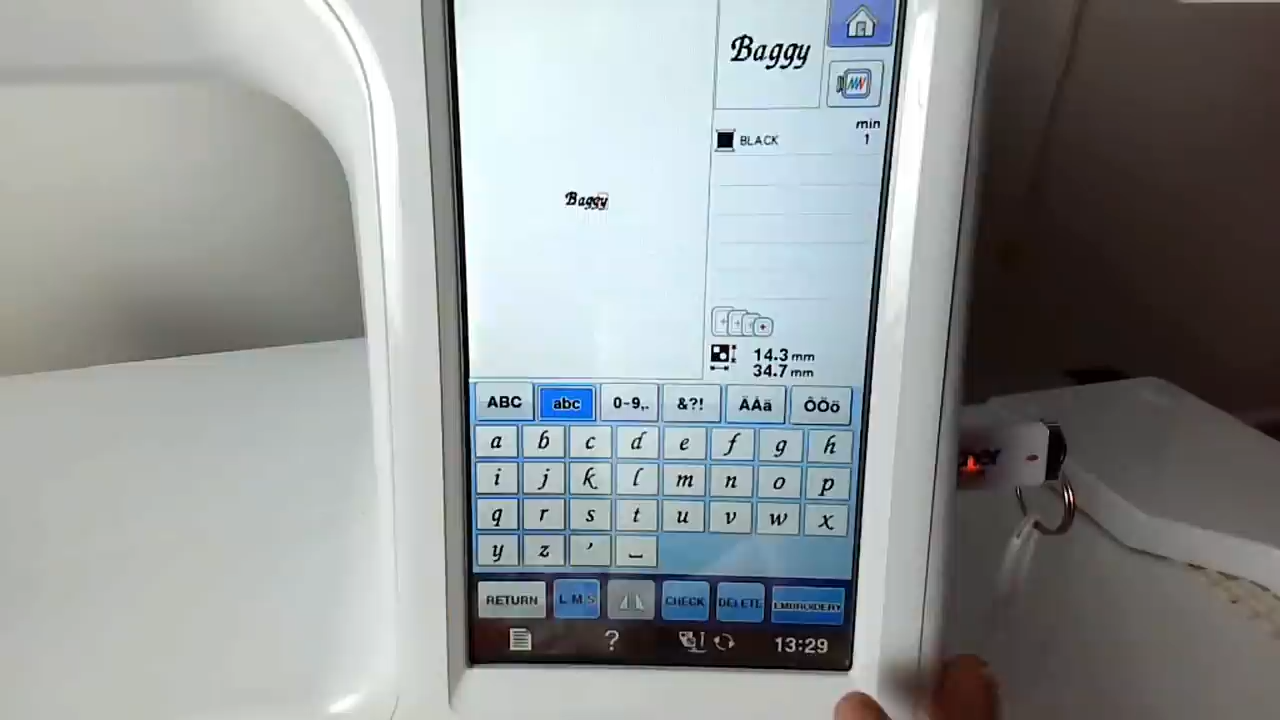 Baggy
min
BLACK 1
Baggy
14.3 mm
34.7 mm
ABC abc 0-9,. &?! ÄÅä ÔÖö
a b c d e f g h
i j k l m n o p
q r s t u v w x
y z ’ ⎵
RETURN L M S CHECK DELETE EMBROIDERY
? 13:29